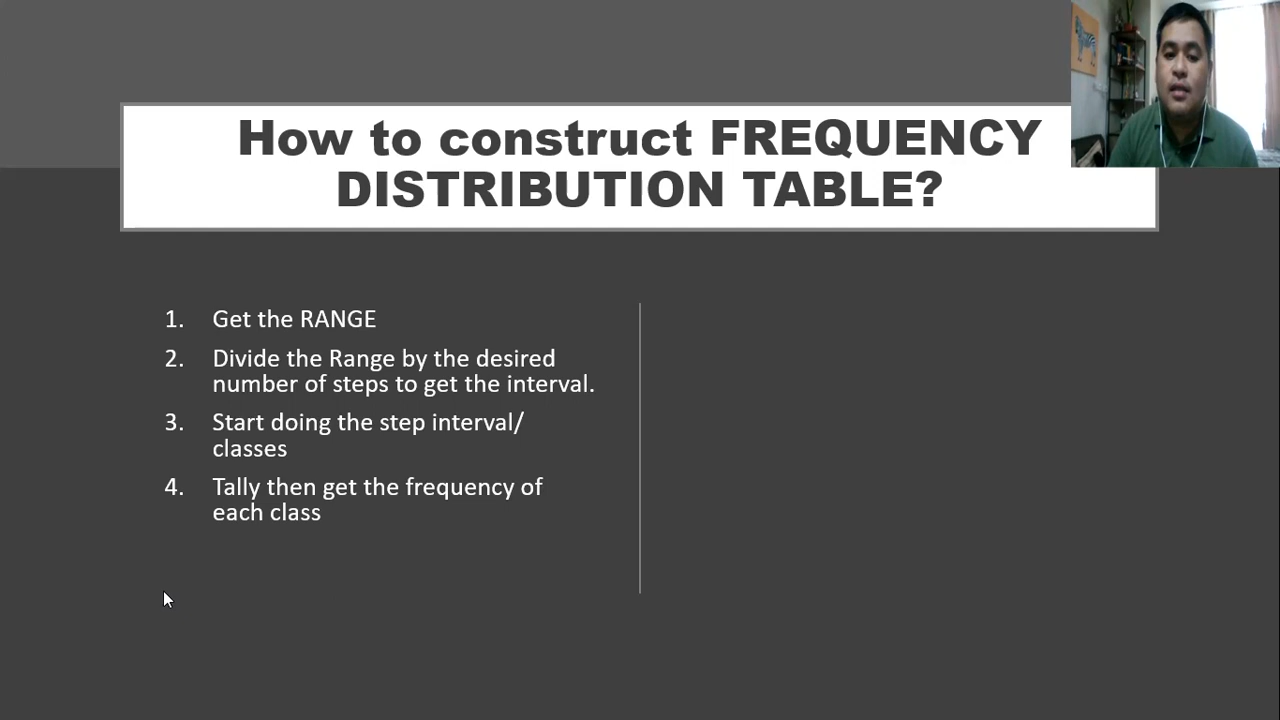 How to construct FREQUENCY
DISTRIBUTION TABLE?
1. Get the RANGE
2. Divide the Range by the desired
number of steps to get the interval.
3. Start doing the step interval/
classes
4. Tally then get the frequency of
each class